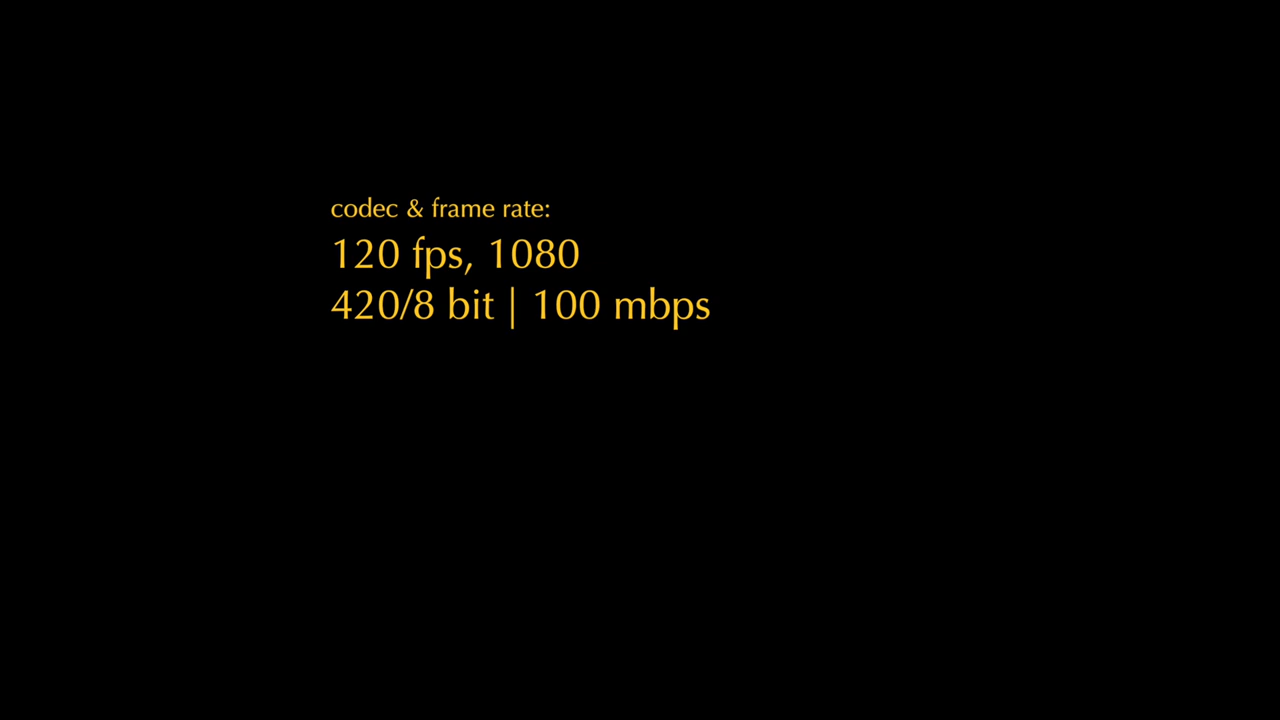 codec & frame rate:
120 fps, 1080
420/8 bit | 100 mbps